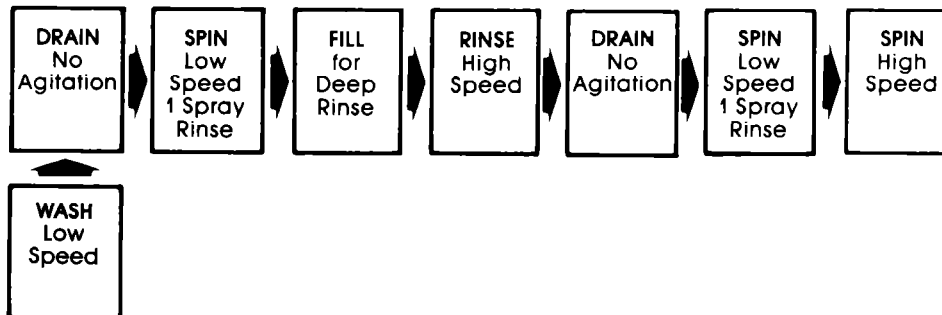 DRAIN
No
Agitation
SPIN
Low
Speed
1 Spray
Rinse
FILL
for
Deep
Rinse
RINSE
High
Speed
DRAIN
No
Agitation
SPIN
Low
Speed
1 Spray
Rinse
SPIN
High
Speed
WASH
Low
Speed